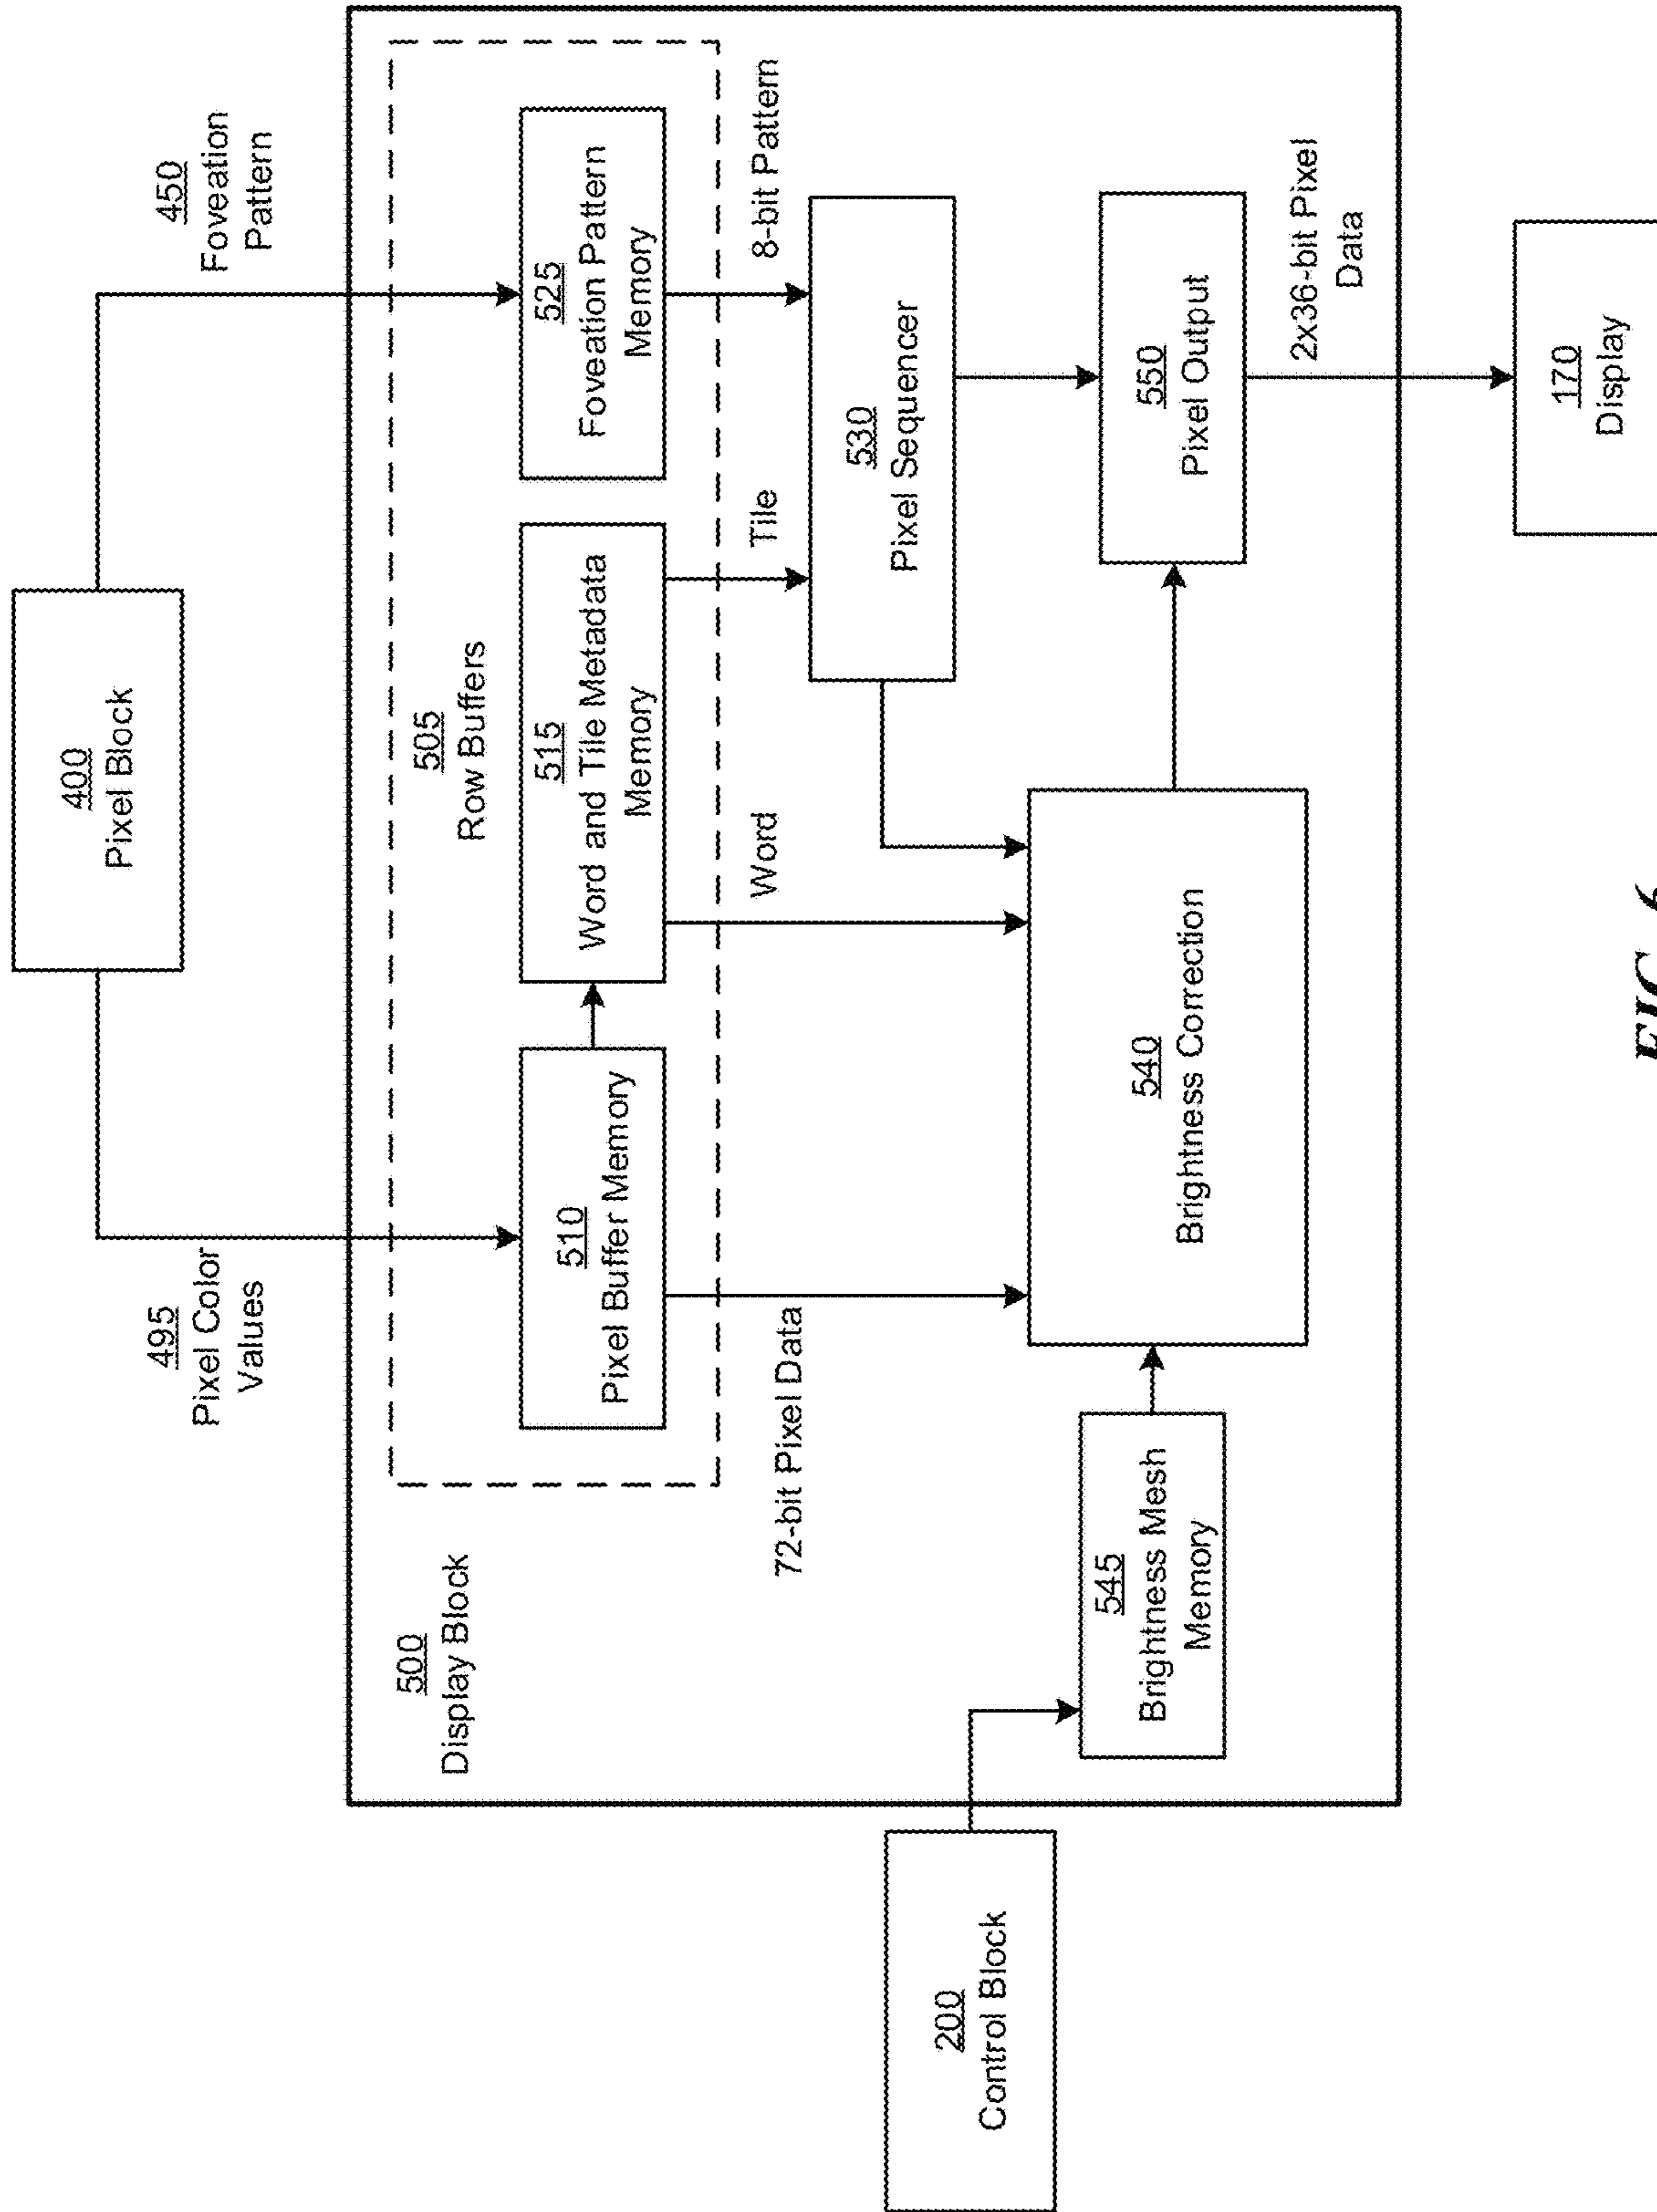 400
Pixel Block
495
Pixel Color
Values
450
Foveation
Pattern
500
Display Block
505
Row Buffers
510
Pixel Buffer Memory
515
Word and Tile Metadata
Memory
525
Foveation Pattern
Memory
72-bit Pixel Data
Word
Tile
8-bit Pattern
530
Pixel Sequencer
200
Control Block
545
Brightness Mesh
Memory
540
Brightness Correction
550
Pixel Output
2x36-bit Pixel
Data
170
Display
FIG. 6